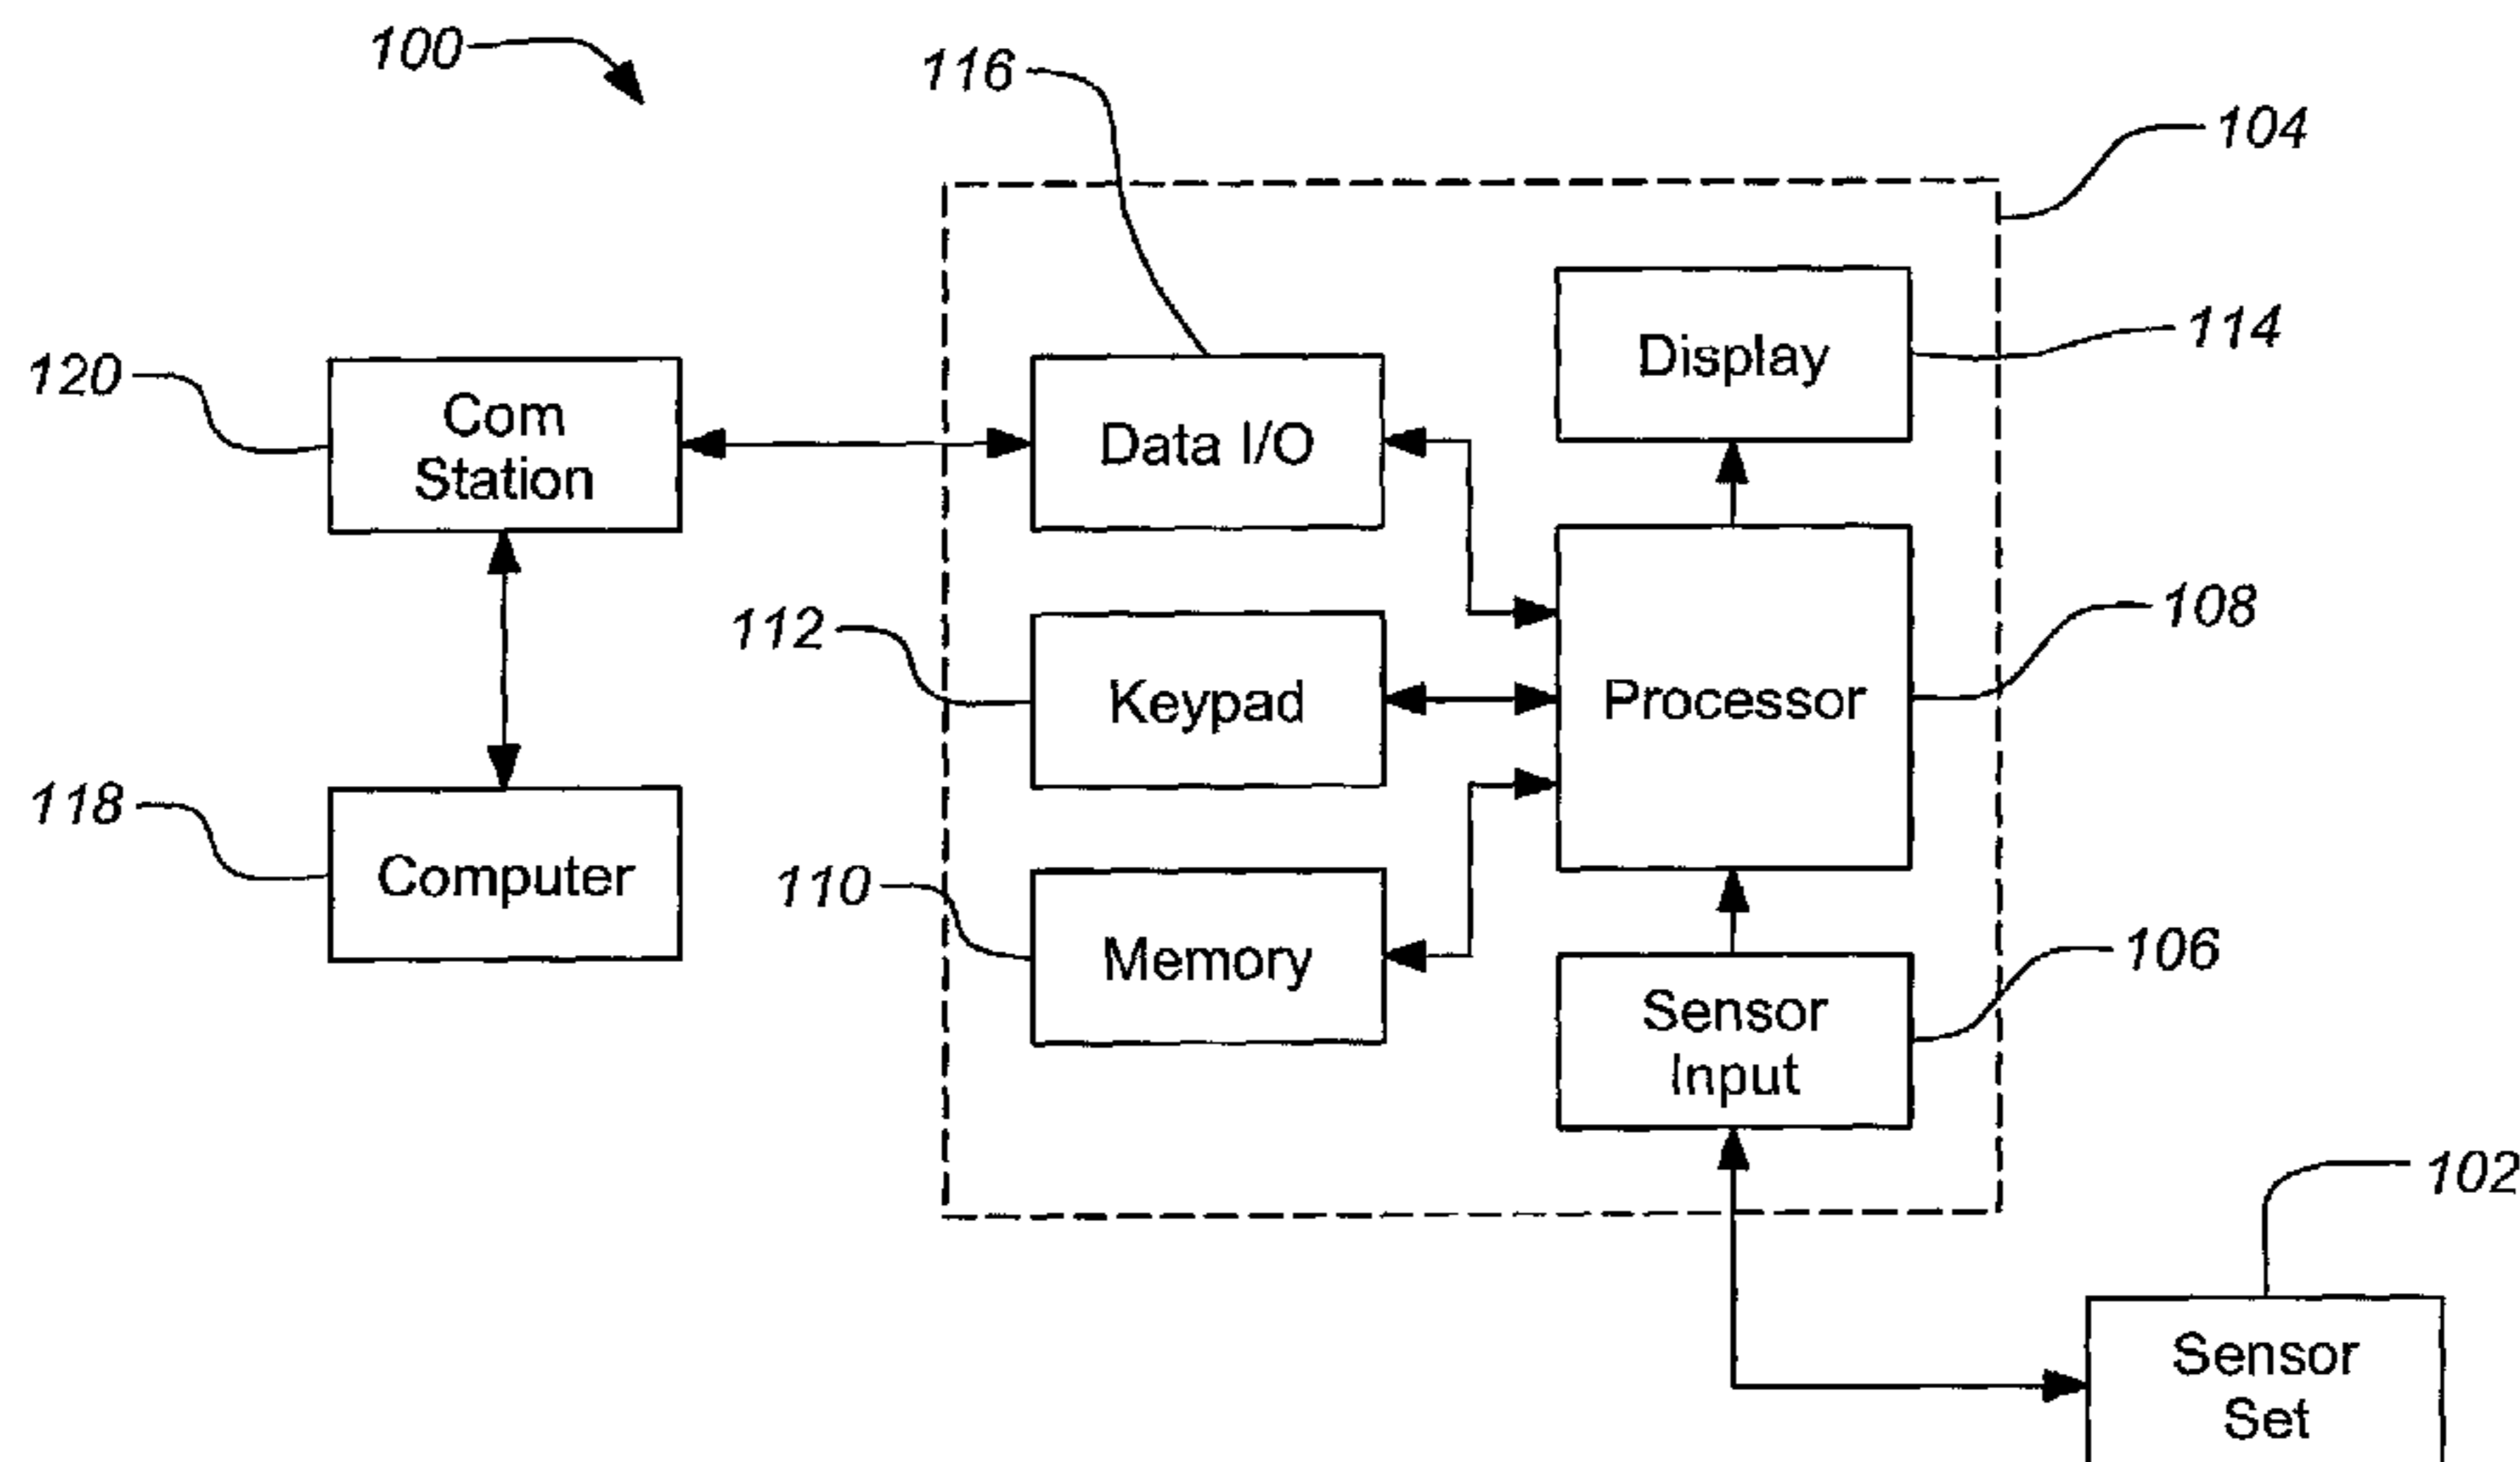 100
116
104
Display
114
120
Com
Station
Data I/O
112
Keypad
Processor
108
118
Computer
110
Memory
Sensor
Input
106
102
Sensor
Set